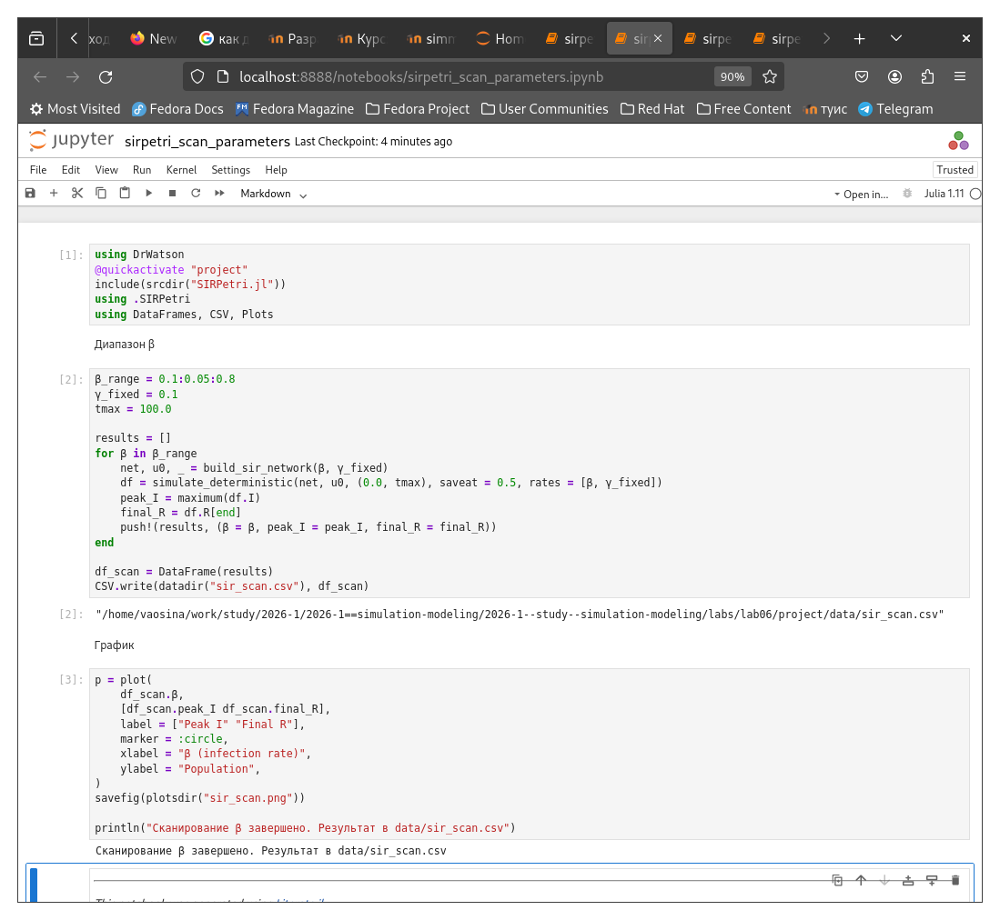 New
как д
Разр
Курс
simm
Hom
sirpe
sirpe
sirpe
localhost:8888/notebooks/sirpetri_scan_parameters.ipynb
90%
Most Visited
Fedora Docs
Fedora Magazine
Fedora Project
User Communities
Red Hat
Free Content
туис
Telegram
jupyter
sirpetri_scan_parameters Last Checkpoint: 4 minutes ago
File Edit View Run Kernel Settings Help
Trusted
Markdown
Open in...
Julia 1.11
[1]:
using DrWatson
@quickactivate "project"
include(srcdir("SIRPetri.jl"))
using .SIRPetri
using DataFrames, CSV, Plots
Диапазон β
[2]:
β_range = 0.1:0.05:0.8
γ_fixed = 0.1
tmax = 100.0
results = []
for β in β_range
net, u0, _ = build_sir_network(β, γ_fixed)
df = simulate_deterministic(net, u0, (0.0, tmax), saveat = 0.5, rates = [β, γ_fixed])
peak_I = maximum(df.I)
final_R = df.R[end]
push!(results, (β = β, peak_I = peak_I, final_R = final_R))
end
df_scan = DataFrame(results)
CSV.write(datadir("sir_scan.csv"), df_scan)
[2]:
"/home/vaosina/work/study/2026-1/2026-1==simulation-modeling/2026-1--study--simulation-modeling/labs/lab06/project/data/sir_scan.csv"
График
[3]:
p = plot(
df_scan.β,
[df_scan.peak_I df_scan.final_R],
label = ["Peak I" "Final R"],
marker = :circle,
xlabel = "β (infection rate)",
ylabel = "Population",
)
savefig(plotsdir("sir_scan.png"))
println("Сканирование β завершено. Результат в data/sir_scan.csv")
Сканирование β завершено. Результат в data/sir_scan.csv